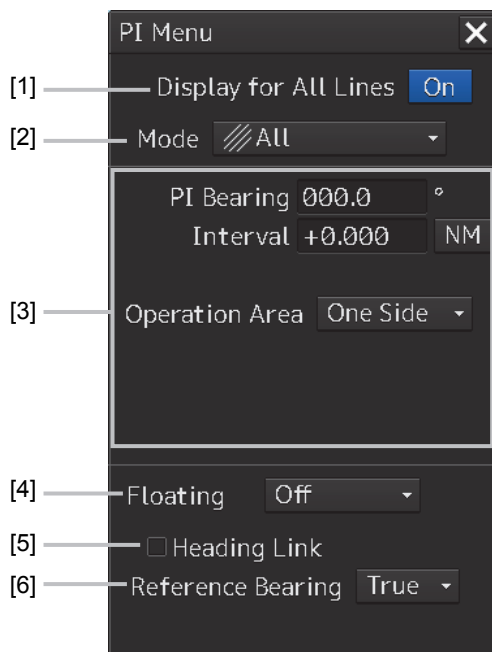 PI Menu
[1] Display for All Lines On
[2] Mode All
PI Bearing 000.0 °
Interval +0.000 NM
[3] Operation Area One Side
[4] Floating Off
[5] Heading Link
[6] Reference Bearing True